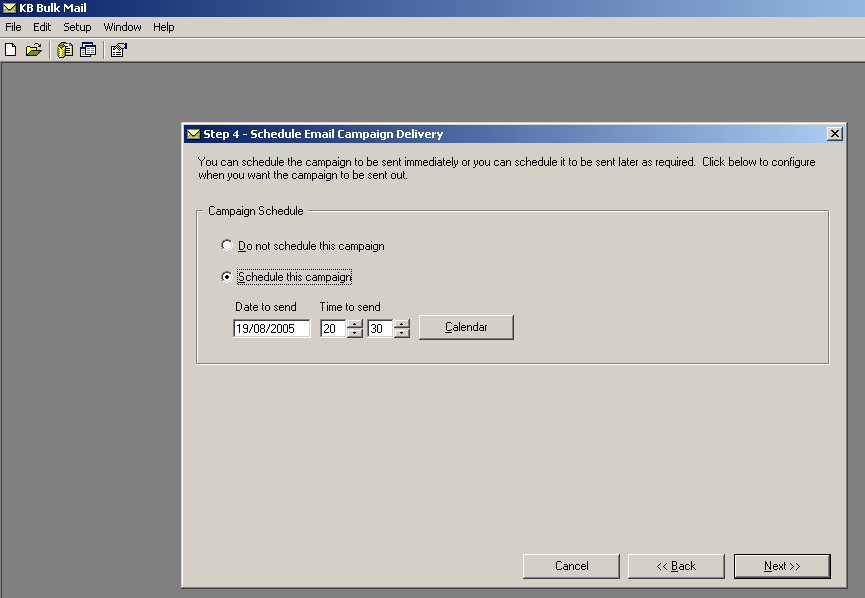 KB Bulk Mail
File Edit Setup Window Help
Step 4 - Schedule Email Campaign Delivery
You can schedule the campaign to be sent immediately or you can schedule it to be sent later as required. Click below to configure
when you want the campaign to be sent out.
Campaign Schedule
Do not schedule this campaign
Schedule this campaign
Date to send Time to send
19/08/2005 20 30 Calendar
Cancel << Back Next >>